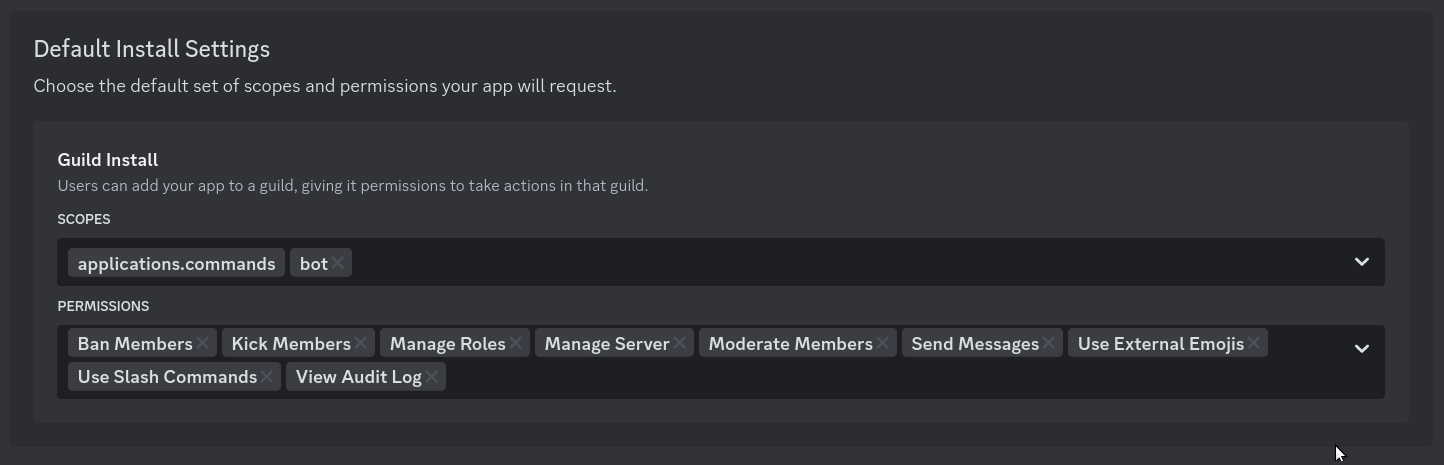 Default Install Settings
Choose the default set of scopes and permissions your app will request.
Guild Install
Users can add your app to a guild, giving it permissions to take actions in that guild.
SCOPES
applications.commands bot
PERMISSIONS
Ban Members Kick Members Manage Roles Manage Server Moderate Members Send Messages Use External Emojis
Use Slash Commands View Audit Log